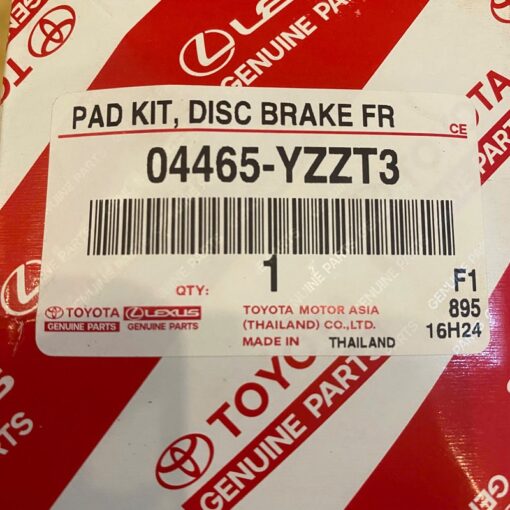 TOYOTA
GENUINE PARTS
LEXUS
GENUINE PARTS
PAD KIT, DISC BRAKE FR
CE
04465-YZZT3
QTY:
1
F1
TOYOTA
GENUINE PARTS
LEXUS
GENUINE PARTS
TOYOTA MOTOR ASIA
(THAILAND) CO.,LTD.
MADE IN THAILAND
895
16H24
TOYOTA
GENUINE PARTS
PARTS